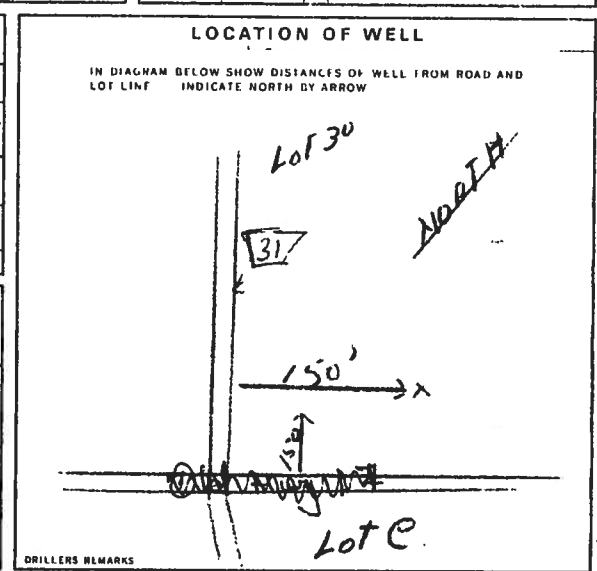 LOCATION OF WELL
IN DIAGRAM BELOW SHOW DISTANCES OF WELL FROM ROAD AND
LOT LINE INDICATE NORTH BY ARROW
Lot 30
NORTH
31
150' X
150'
Lot C.
DRILLERS REMARKS